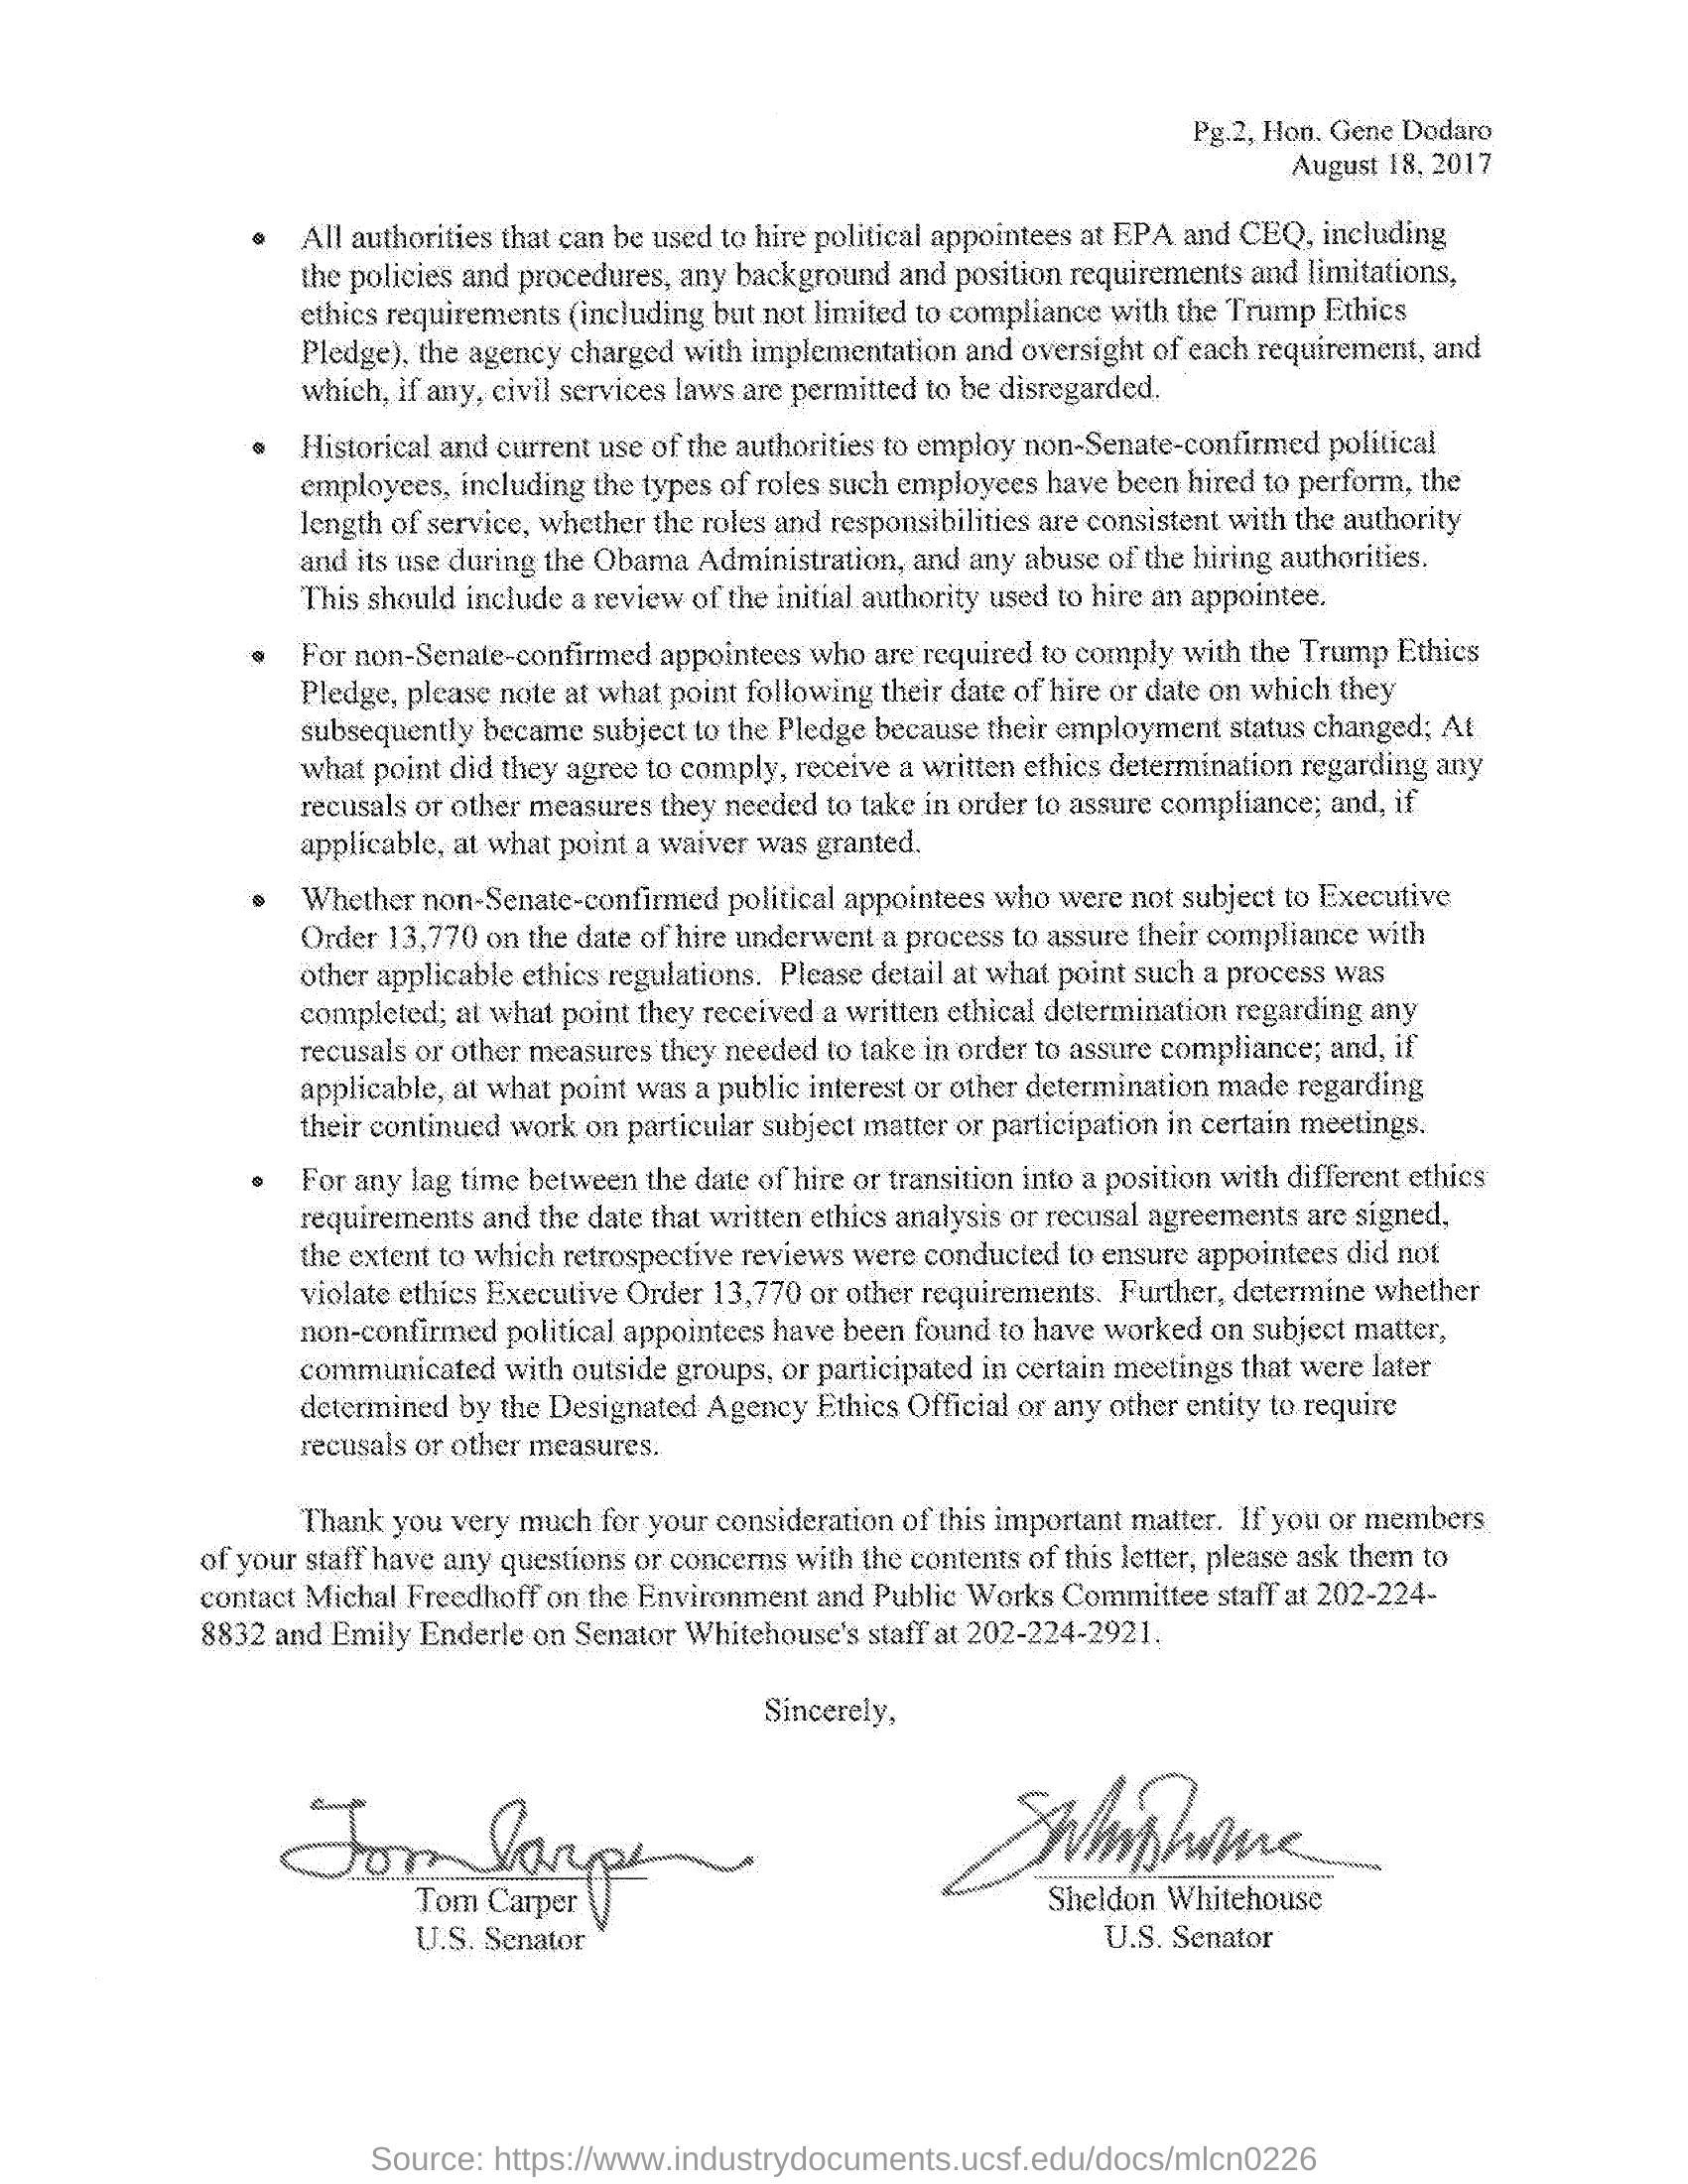 Pg.2, Hon. Gene Dodaro
August 18, 2017
• All authorities that can be used to hire political appointees at EPA and CEQ, including
the policies and procedures, any background and position requirements and limitations,
ethics requirements (including but not limited to compliance with the Trump Ethics
Pledge), the agency charged with implementation and oversight of each requirement, and
which, if any, civil services laws are permitted to be disregarded.
• Historical and current use of the authorities to employ non-Senate-confirmed political
employees, including the types of roles such employees have been hired to perform, the
length of service, whether the roles and responsibilities are consistent with the authority
and its use during the Obama Administration, and any abuse of the hiring authorities.
This should include a review of the initial authority used to hire an appointee.
• For non-Senate-confirmed appointees who are required to comply with the Trump Ethics
Pledge, please note at what point following their date of hire or date on which they
subsequently became subject to the Pledge because their employment status changed; At
what point did they agree to comply, receive a written ethics determination regarding any
recusals or other measures they needed to take in order to assure compliance; and, if
applicable, at what point a waiver was granted.
• Whether non-Senate-confirmed political appointees who were not subject to Executive
Order 13,770 on the date of hire underwent a process to assure their compliance with
other applicable ethics regulations. Please detail at what point such a process was
completed; at what point they received a written ethical determination regarding any
recusals or other measures they needed to take in order to assure compliance; and, if
applicable, at what point was a public interest or other determination made regarding
their continued work on particular subject matter or participation in certain meetings.
• For any lag time between the date of hire or transition into a position with different ethics
requirements and the date that written ethics analysis or recusal agreements are signed,
the extent to which retrospective reviews were conducted to ensure appointees did not
violate ethics Executive Order 13,770 or other requirements. Further, determine whether
non-confirmed political appointees have been found to have worked on subject matter,
communicated with outside groups, or participated in certain meetings that were later
determined by the Designated Agency Ethics Official or any other entity to require
recusals or other measures.
Thank you very much for your consideration of this important matter. If you or members
of your staff have any questions or concerns with the contents of this letter, please ask them to
contact Michal Freedhoff on the Environment and Public Works Committee staff at 202-224-
8832 and Emily Enderle on Senator Whitehouse's staff at 202-224-2921.
Sincerely,
Tom Carper
Tom Carper
U.S. Senator
Sheldon Whitehouse
U.S. Senator
Source: https://www.industrydocuments.ucsf.edu/docs/mlcn0226